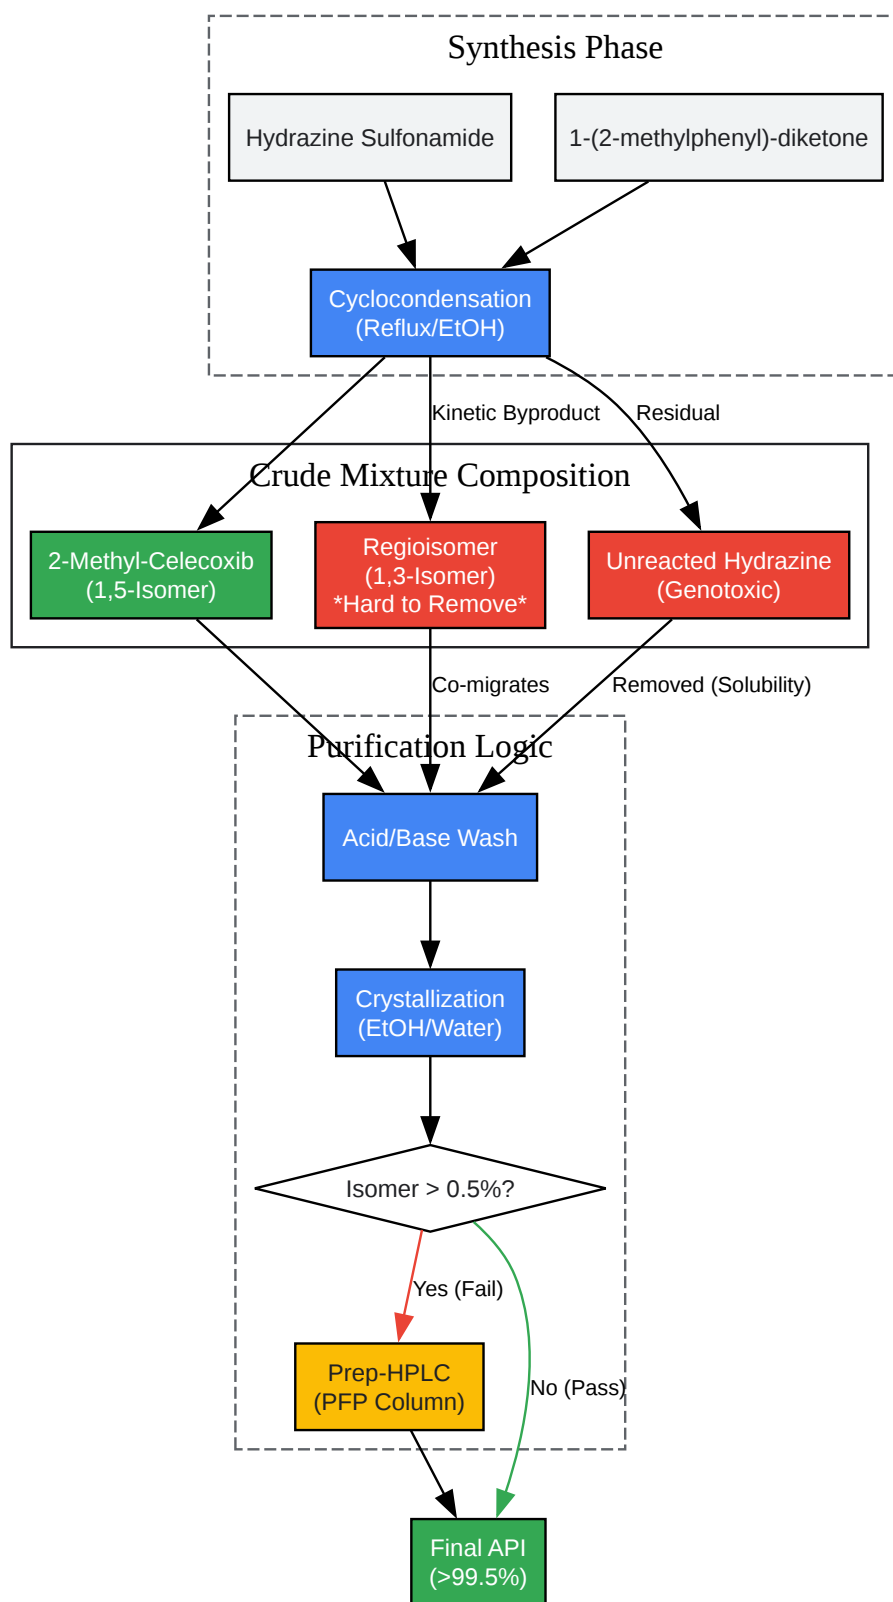 Synthesis Phase
Hydrazine Sulfonamide
1-(2-methylphenyl)-diketone
Cyclocondensation
(Reflux/EtOH)
Kinetic Byproduct
Residual
Crude Mixture Composition
2-Methyl-Celecoxib
(1,5-Isomer)
Regioisomer
(1,3-Isomer)
*Hard to Remove*
Unreacted Hydrazine
(Genotoxic)
Co-migrates
Removed (Solubility)
Purification Logic
Acid/Base Wash
Crystallization
(EtOH/Water)
Isomer > 0.5%?
Yes (Fail)
Prep-HPLC
(PFP Column)
No (Pass)
Final API
(>99.5%)